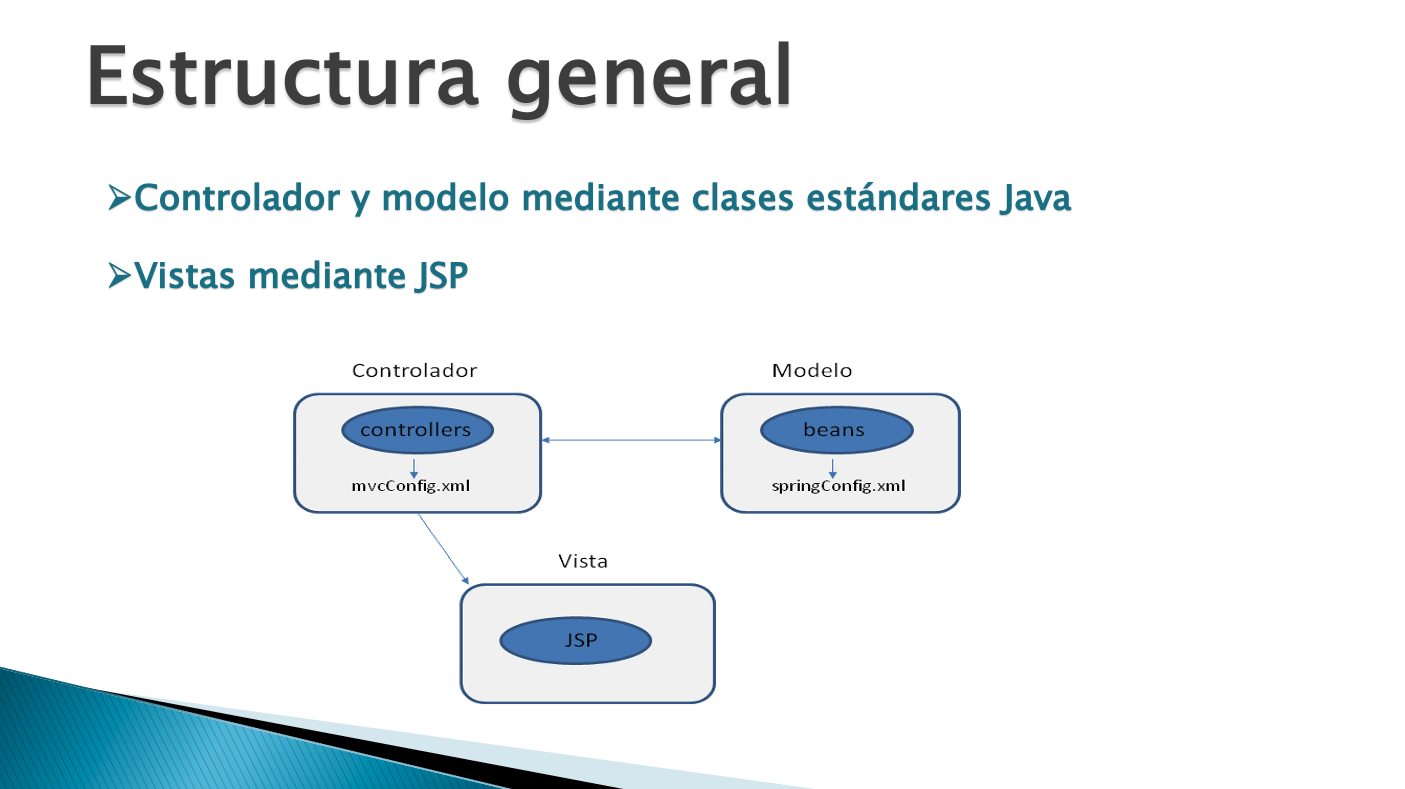 Estructura general
➢Controlador y modelo mediante clases estándares Java
➢Vistas mediante JSP
Controlador
Modelo
controllers
beans
mvcConfig.xml
springConfig.xml
Vista
JSP